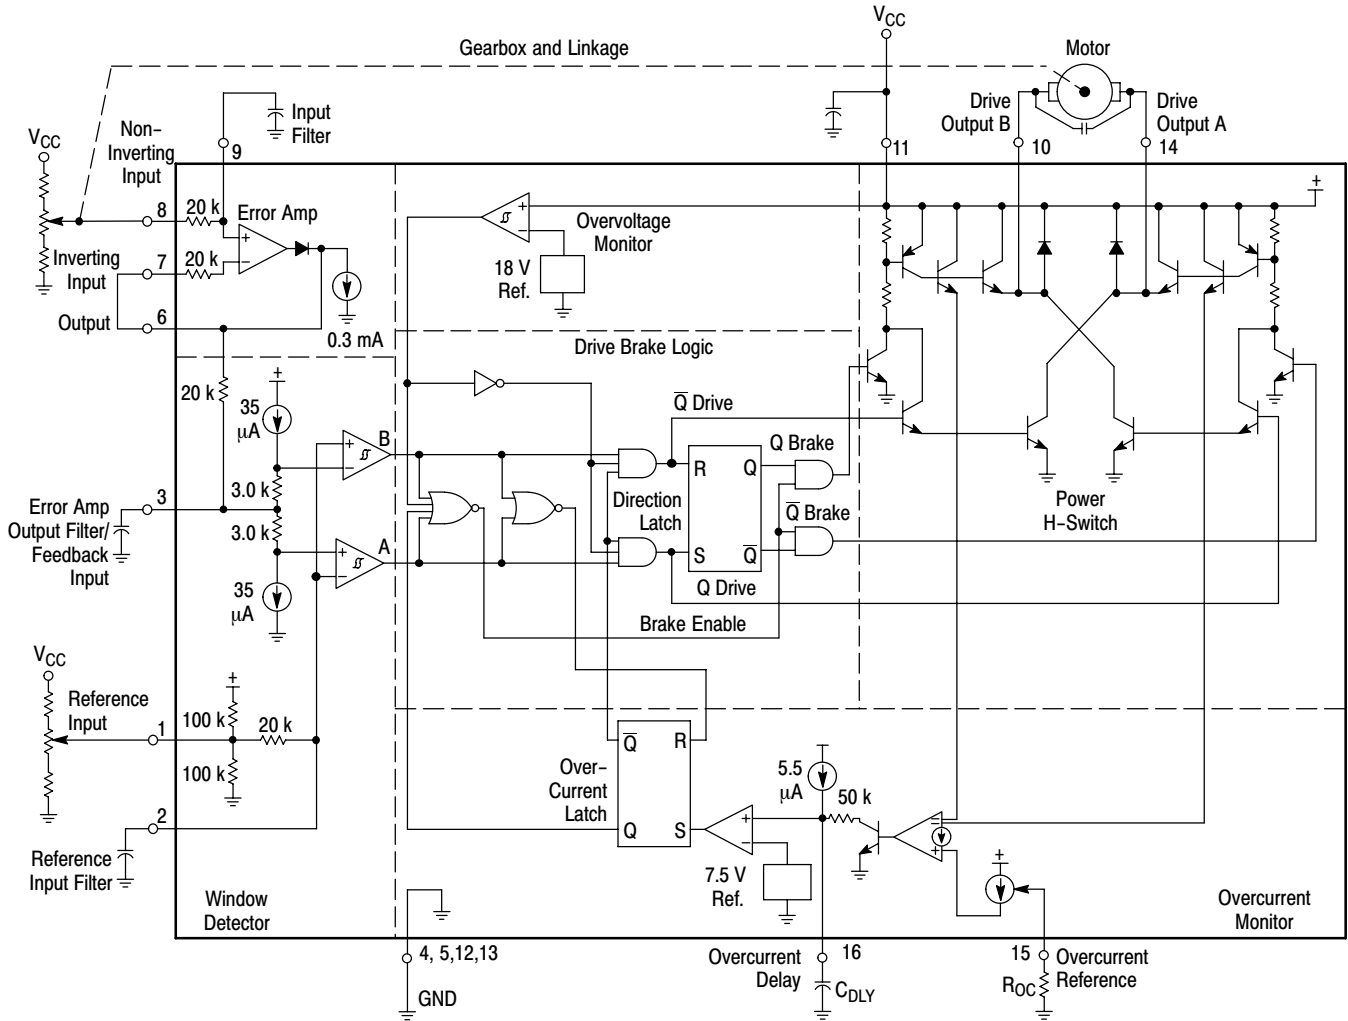 V_CC
Gearbox and Linkage
Motor
Drive
Output B
Drive
Output A
Input
Filter
V_CC
Non−
Inverting
Input
9
11
10
14
8
20 k
Error Amp
+
−
Inverting
Input
7
20 k
Output
6
0.3 mA
+
−
Overvoltage
Monitor
18 V
Ref.
+
Drive Brake Logic
20 k
+
35
µA
+
−
B
3.0 k
3.0 k
3
Error Amp
Output Filter/
Feedback
Input
+
−
A
35
µA
Q̅ Drive
R
Q
Direction
Latch
S
Q̅
Q Drive
Q Brake
Q̅ Brake
Brake Enable
Power
H−Switch
V_CC
Reference
Input
1
+
100 k
20 k
100 k
2
Reference
Input Filter
Window
Detector
Over−
Current
Latch
Q̅
R
Q
S
+
−
7.5 V
Ref.
5.5
µA
50 k
=
+
+
Overcurrent
Monitor
4, 5,12,13
GND
Overcurrent
Delay
16
C_DLY
15
Overcurrent
Reference
R_OC